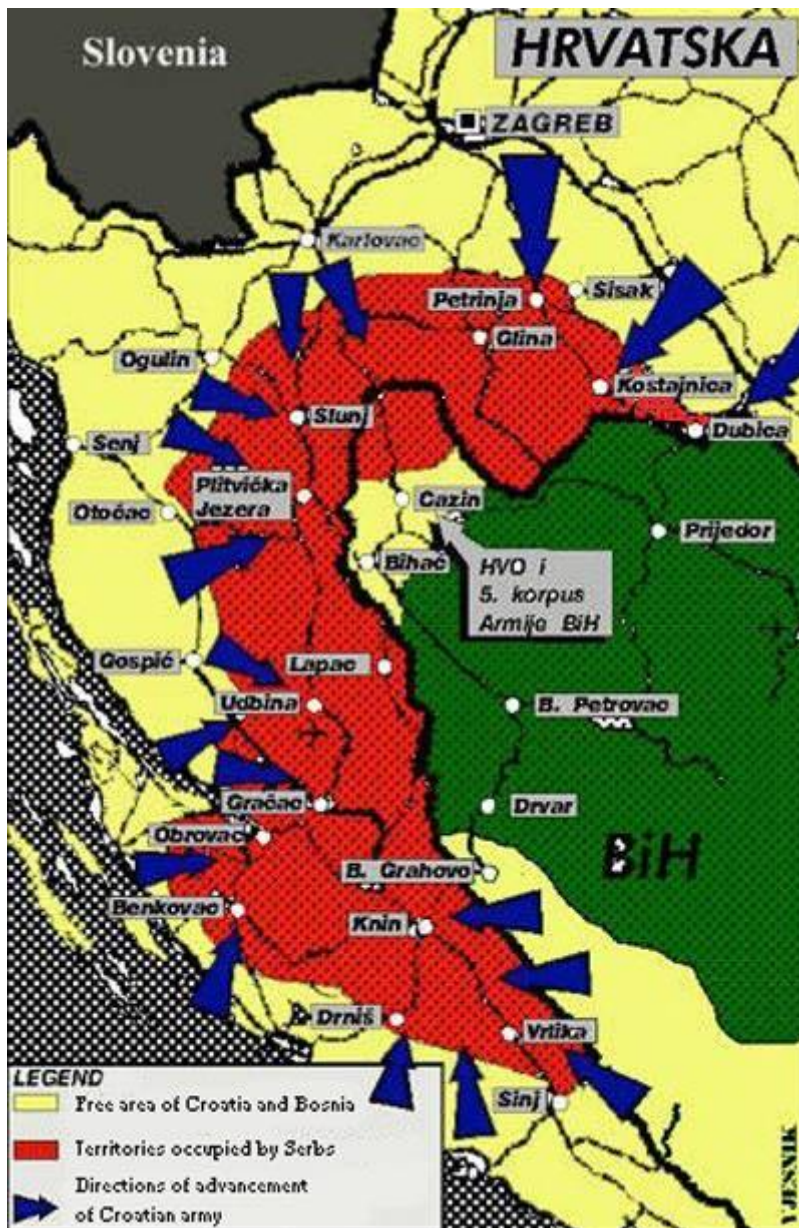 Slovenia
HRVATSKA
ZAGREB
Karlovac
Petrinja
Sisak
Glina
Ogulin
Kostajnica
Slunj
Dubica
Senj
Plitvička
Jezera
Cazin
Otočac
Prijedor
Bihać
HVO i
5. korpus
Armije BiH
Gospić
Lapac
Udbina
B. Petrovac
Gračac
Drvar
Obrovac
BiH
B. Grahovo
Benkovac
Knin
Drniš
Vrlika
Sinj
LEGEND
Free area of Croatia and Bosnia
Territories occupied by Serbs
Directions of advancement
of Croatian army
VJESNIK